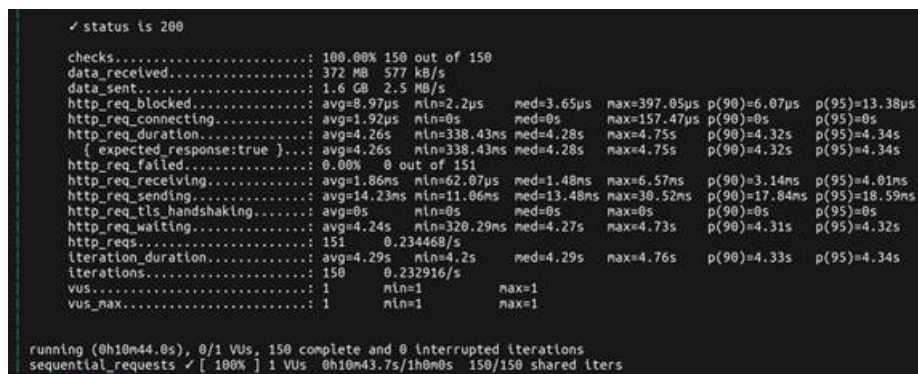 ✓ status is 200
checks.........................: 100.00% 150 out of 150
data_received..................: 372 MB 577 kB/s
data_sent......................: 1.6 GB 2.5 MB/s
http_req_blocked...............: avg=8.97µs min=2.2µs med=3.65µs max=397.05µs p(90)=6.07µs p(95)=13.38µs
http_req_connecting............: avg=1.92µs min=0s med=0s max=157.47µs p(90)=0s p(95)=0s
http_req_duration..............: avg=4.26s min=338.43ms med=4.28s max=4.75s p(90)=4.32s p(95)=4.34s
{ expected_response:true }...: avg=4.26s min=338.43ms med=4.28s max=4.75s p(90)=4.32s p(95)=4.34s
http_req_failed................: 0.00% 0 out of 151
http_req_receiving.............: avg=1.86ms min=62.07µs med=1.48ms max=6.57ms p(90)=3.14ms p(95)=4.01ms
http_req_sending...............: avg=14.23ms min=11.06ms med=13.48ms max=30.52ms p(90)=17.84ms p(95)=18.59ms
http_req_tls_handshaking.......: avg=0s min=0s med=0s max=0s p(90)=0s p(95)=0s
http_req_waiting...............: avg=4.24s min=320.29ms med=4.27s max=4.73s p(90)=4.31s p(95)=4.32s
http_reqs......................: 151 0.234468/s
iteration_duration.............: avg=4.29s min=4.2s med=4.29s max=4.76s p(90)=4.33s p(95)=4.34s
iterations.....................: 150 0.232916/s
vus............................: 1 min=1 max=1
vus_max........................: 1 min=1 max=1
running (0h10m44.0s), 0/1 VUs, 150 complete and 0 interrupted iterations
sequential_requests ✓ [ 100% ] 1 VUs 0h10m43.7s/1h0m0s 150/150 shared iters